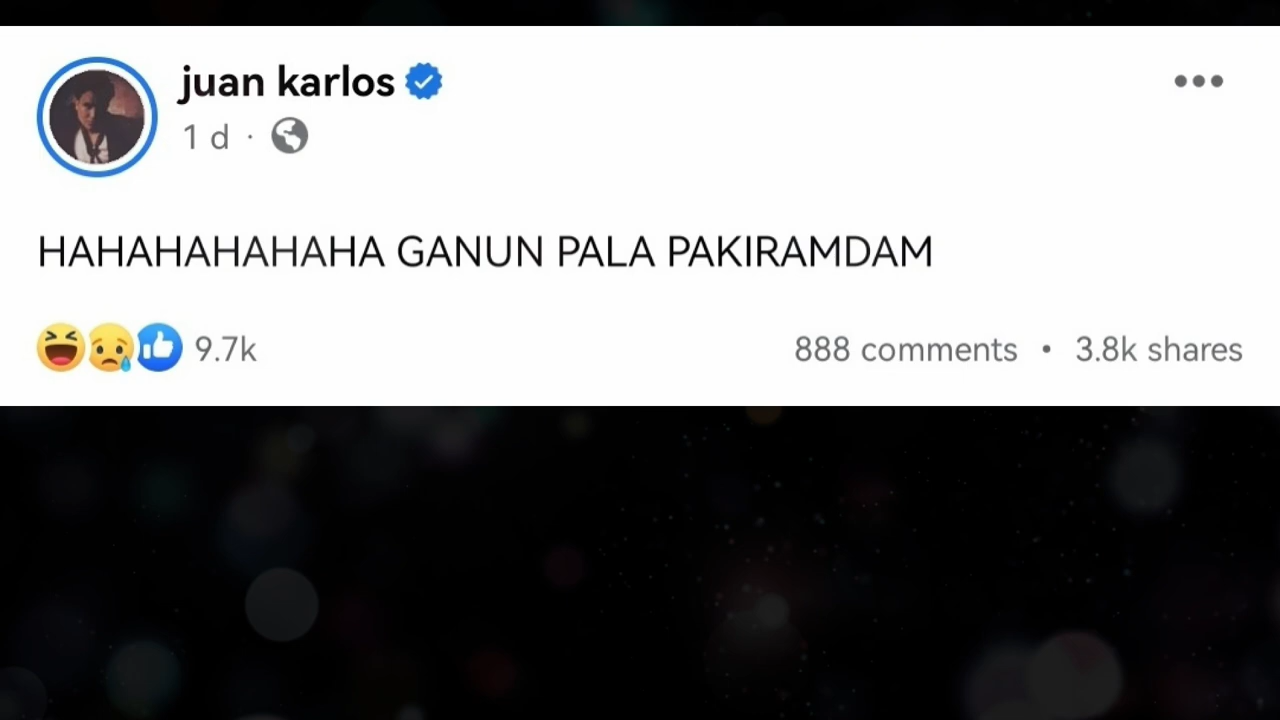 juan karlos
1 d ·
HAHAHAHAHAHA GANUN PALA PAKIRAMDAM
9.7k 888 comments • 3.8k shares